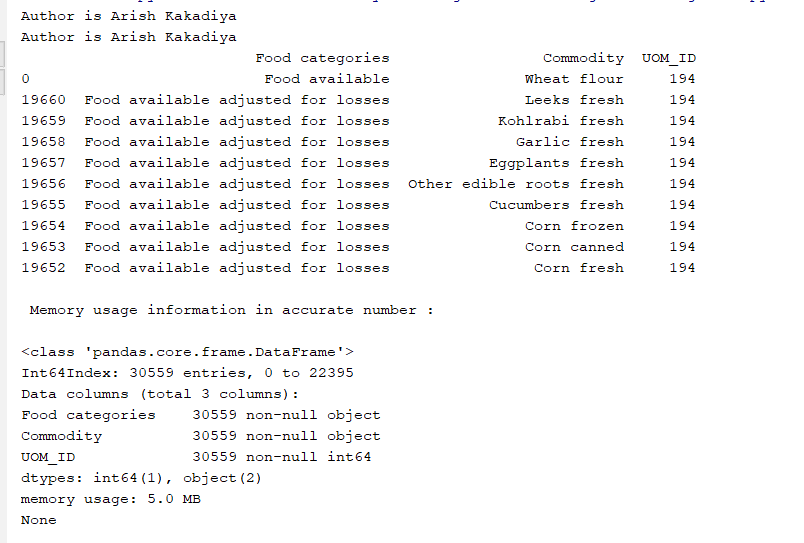 Author is Arish Kakadiya
Author is Arish Kakadiya
Food categories Commodity UOM_ID
0 Food available Wheat flour 194
19660 Food available adjusted for losses Leeks fresh 194
19659 Food available adjusted for losses Kohlrabi fresh 194
19658 Food available adjusted for losses Garlic fresh 194
19657 Food available adjusted for losses Eggplants fresh 194
19656 Food available adjusted for losses Other edible roots fresh 194
19655 Food available adjusted for losses Cucumbers fresh 194
19654 Food available adjusted for losses Corn frozen 194
19653 Food available adjusted for losses Corn canned 194
19652 Food available adjusted for losses Corn fresh 194
Memory usage information in accurate number :
<class 'pandas.core.frame.DataFrame'>
Int64Index: 30559 entries, 0 to 22395
Data columns (total 3 columns):
Food categories 30559 non-null object
Commodity 30559 non-null object
UOM_ID 30559 non-null int64
dtypes: int64(1), object(2)
memory usage: 5.0 MB
None